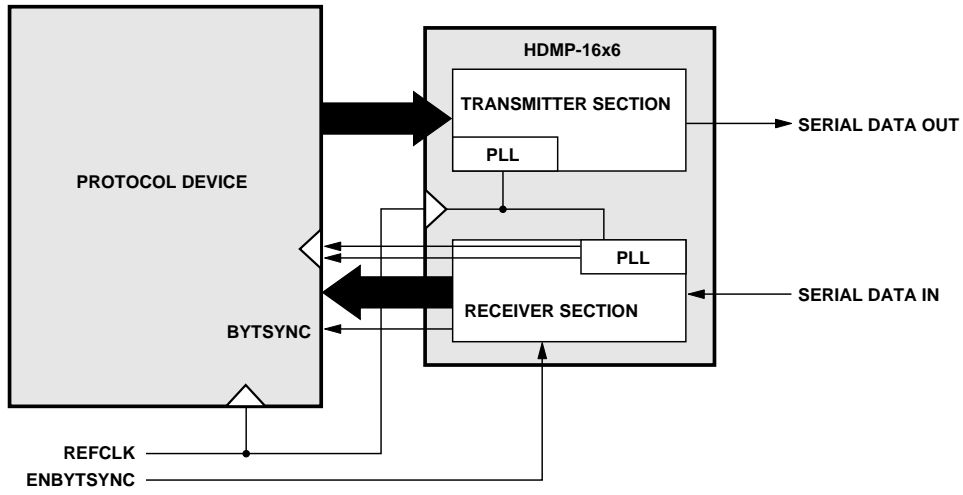 HDMP-16x6
TRANSMITTER SECTION
SERIAL DATA OUT
PLL
PROTOCOL DEVICE
PLL
SERIAL DATA IN
RECEIVER SECTION
BYTSYNC
REFCLK
ENBYTSYNC